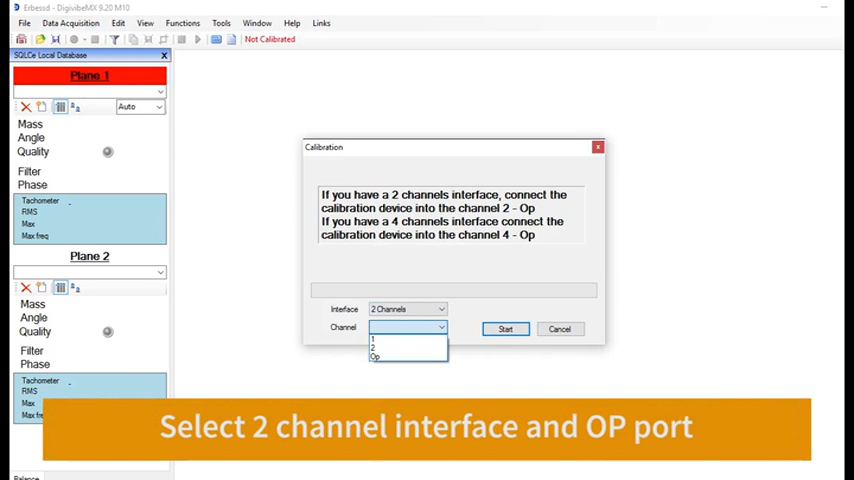 Erbessd - DigivibeMX 9.20 M10
File Data Acquisition Edit View Functions Tools Window Help Links
Not Calibrated
SQLCe Local Database X
Plane 1
Auto
Mass
Angle
Quality
Filter
Phase
Tachometer -
RMS
Max
Max freq
Plane 2
Mass
Angle
Quality
Filter
Phase
Tachometer -
RMS
Max
Max fre
Balance
Calibration x
If you have a 2 channels interface, connect the
calibration device into the channel 2 - Op
If you have a 4 channels interface connect the
calibration device into the channel 4 - Op
Interface 2 Channels
Channel
Start Cancel
1
2
Op
Select 2 channel interface and OP port